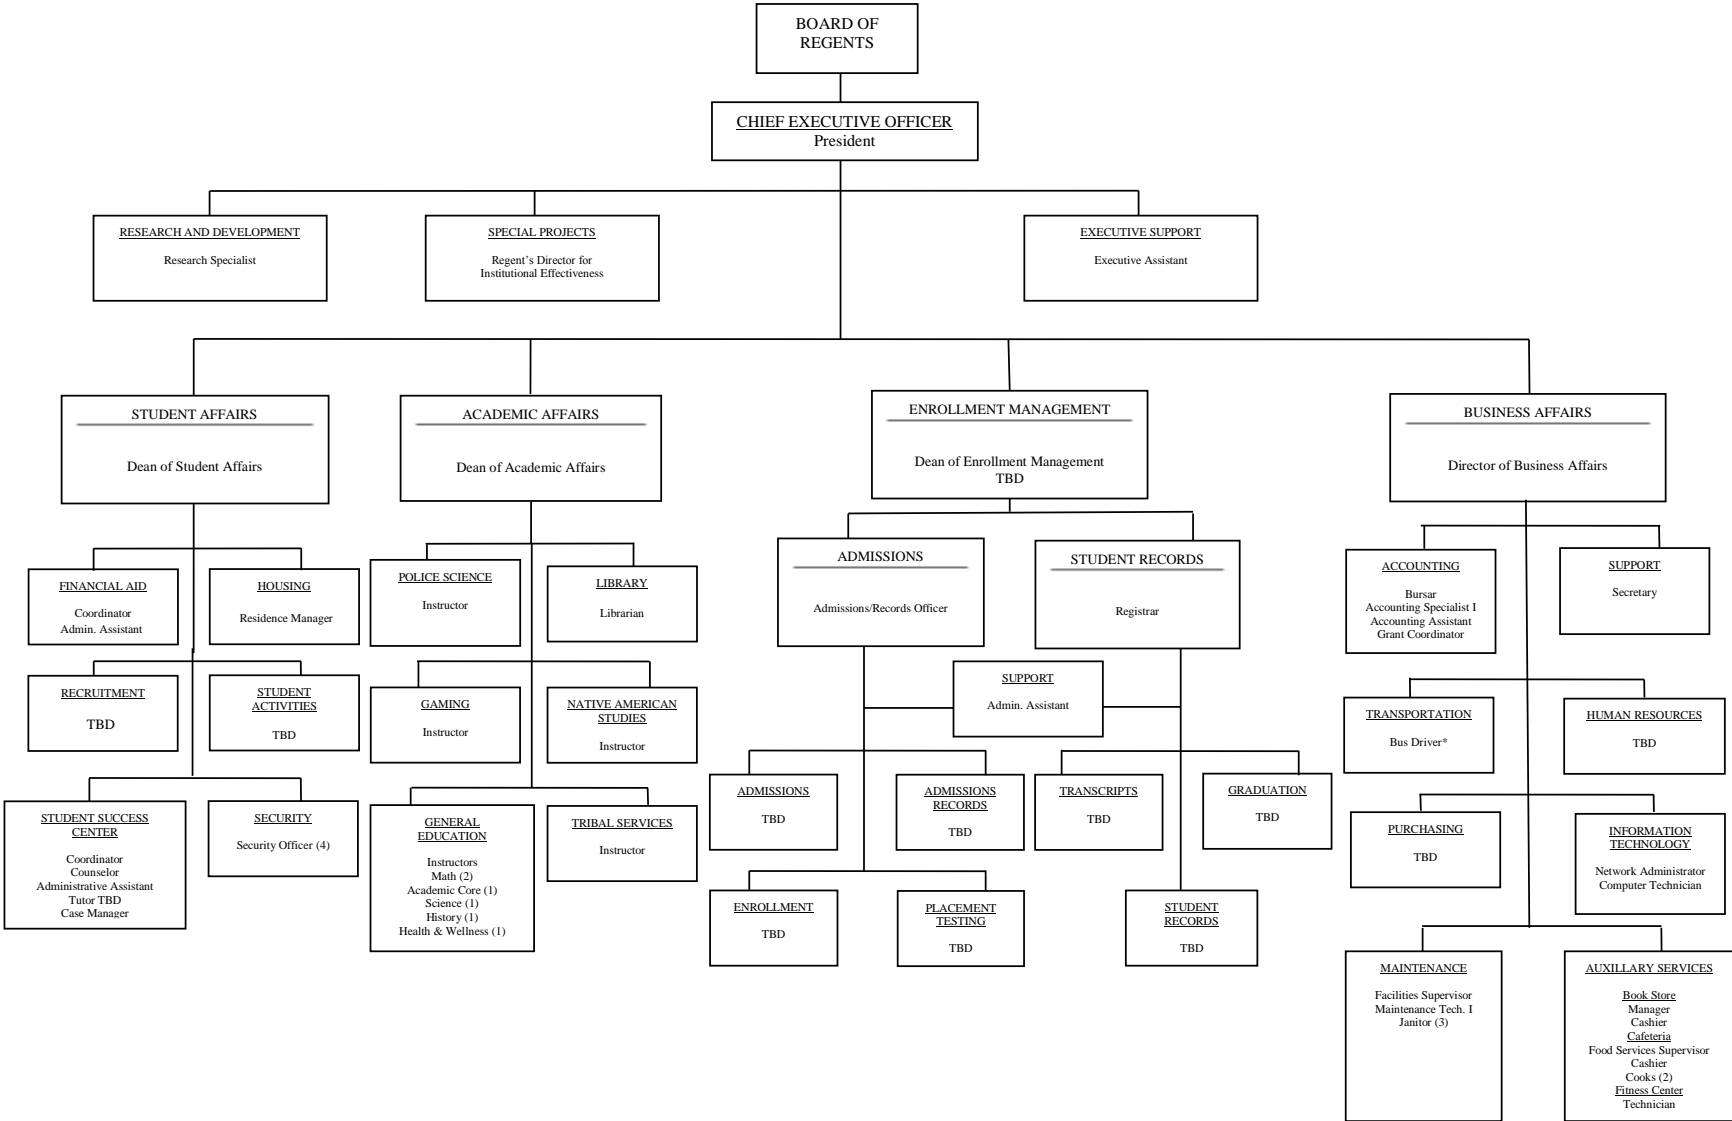 BOARD OF
REGENTS
CHIEF EXECUTIVE OFFICER
President
RESEARCH AND DEVELOPMENT
Research Specialist
SPECIAL PROJECTS
Regent's Director for
Institutional Effectiveness
EXECUTIVE SUPPORT
Executive Assistant
STUDENT AFFAIRS
Dean of Student Affairs
ACADEMIC AFFAIRS
Dean of Academic Affairs
ENROLLMENT MANAGEMENT
Dean of Enrollment Management
TBD
BUSINESS AFFAIRS
Director of Business Affairs
FINANCIAL AID
Coordinator
Admin. Assistant
HOUSING
Residence Manager
RECRUITMENT
TBD
STUDENT
ACTIVITIES
TBD
STUDENT SUCCESS
CENTER
Coordinator
Counselor
Administrative Assistant
Tutor TBD
Case Manager
SECURITY
Security Officer (4)
POLICE SCIENCE
Instructor
LIBRARY
Librarian
GAMING
Instructor
NATIVE AMERICAN
STUDIES
Instructor
GENERAL
EDUCATION
Instructors
Math (2)
Academic Core (1)
Science (1)
History (1)
Health & Wellness (1)
TRIBAL SERVICES
Instructor
ADMISSIONS
Admissions/Records Officer
STUDENT RECORDS
Registrar
SUPPORT
Admin. Assistant
ADMISSIONS
TBD
ADMISSIONS
RECORDS
TBD
TRANSCRIPTS
TBD
GRADUATION
TBD
ENROLLMENT
TBD
PLACEMENT
TESTING
TBD
STUDENT
RECORDS
TBD
ACCOUNTING
Bursar
Accounting Specialist I
Accounting Assistant
Grant Coordinator
SUPPORT
Secretary
TRANSPORTATION
Bus Driver*
HUMAN RESOURCES
TBD
PURCHASING
TBD
INFORMATION
TECHNOLOGY
Network Administrator
Computer Technician
MAINTENANCE
Facilities Supervisor
Maintenance Tech. I
Janitor (3)
AUXILLARY SERVICES
Book Store
Manager
Cashier
Cafeteria
Food Services Supervisor
Cashier
Cooks (2)
Fitness Center
Technician